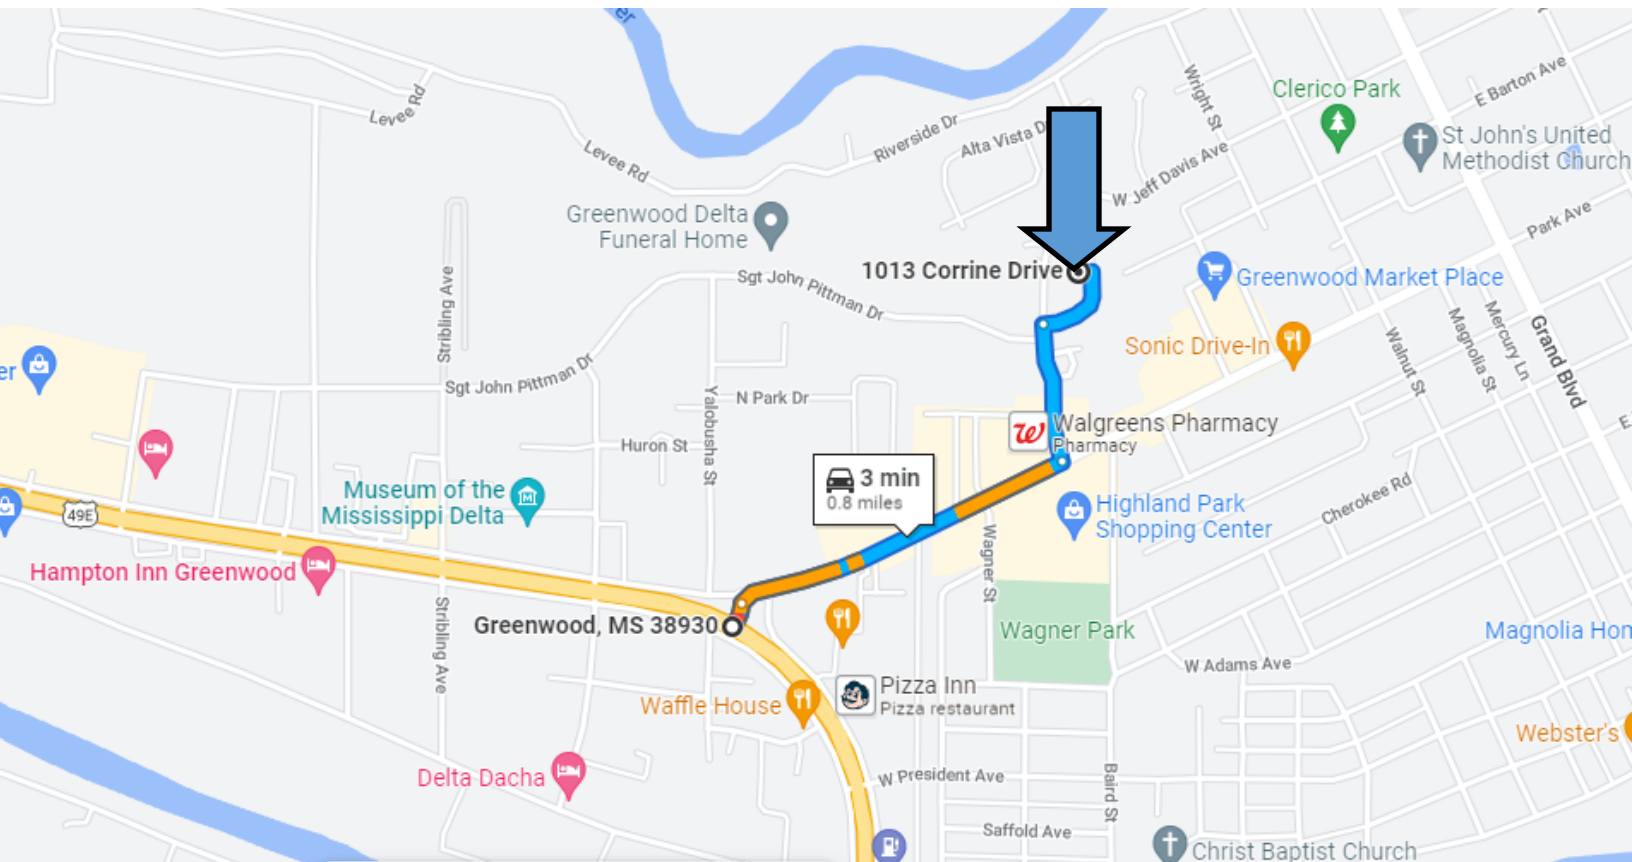 er
Clerico Park
E Barton Ave
Wright St
Levee Rd
Riverside Dr
Alta Vista D
St John's United
Methodist Church
Levee Rd
W Jeff Davis Ave
Greenwood Delta
Funeral Home
Park Ave
1013 Corrine Drive
Sgt John Pittman Dr
Greenwood Market Place
Stribling Ave
Mercury Ln
Magnolia St
Grand Blvd
Walnut St
Sonic Drive-In
er
Sgt John Pittman Dr
N Park Dr
Yalobusha St
Huron St
Walgreens Pharmacy
Pharmacy
E
3 min
0.8 miles
Museum of the
Mississippi Delta
49E
Highland Park
Shopping Center
Cherokee Rd
Wagner St
Hampton Inn Greenwood
Stribling Ave
Greenwood, MS 38930
Wagner Park
Magnolia Hom
W Adams Ave
Waffle House
Pizza Inn
Pizza restaurant
Webster's
Delta Dacha
W President Ave
Baird St
Saffold Ave
Christ Baptist Church